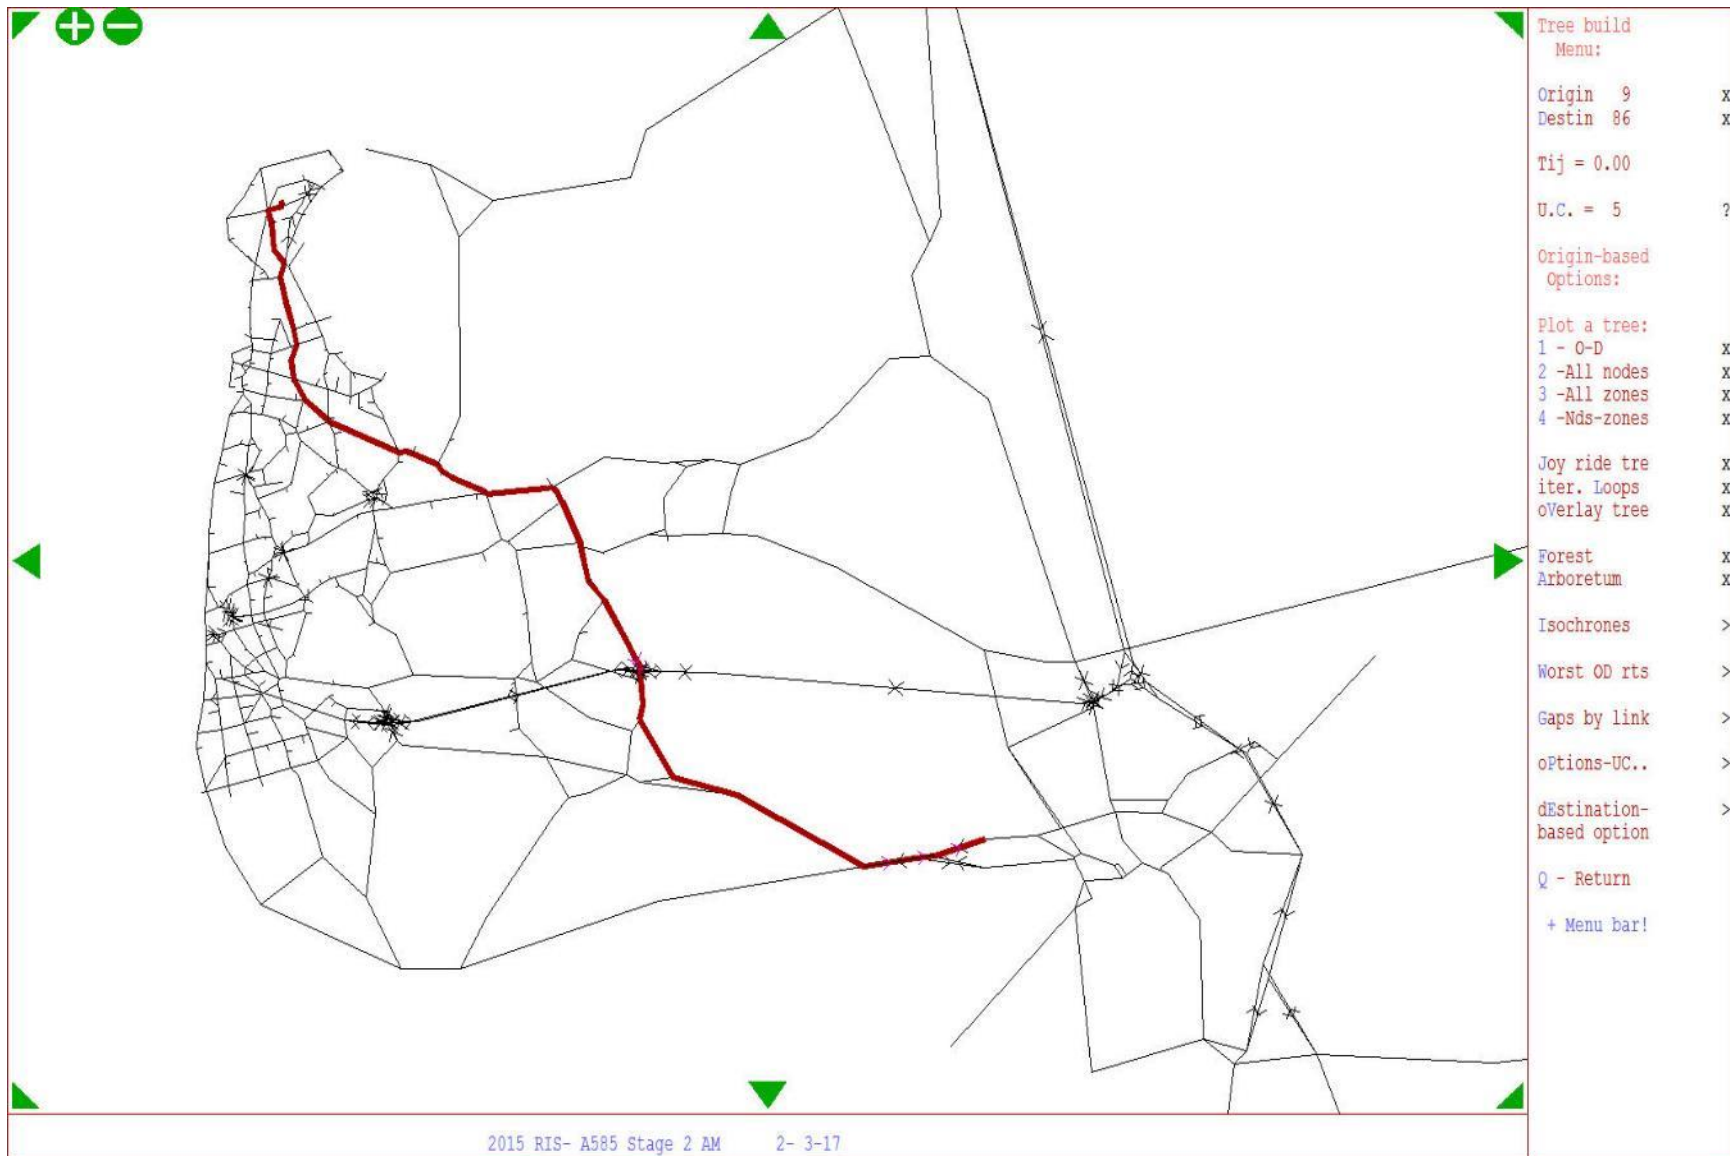 Tree build
Menu:
Origin 9 x
Destin 86 x
Tij = 0.00
U.C. = 5 ?
Origin-based
Options:
Plot a tree:
1 - O-D x
2 -All nodes x
3 -All zones x
4 -Nds-zones x
Joy ride tre x
iter. Loops x
oVerlay tree x
Forest x
Arboretum x
Isochrones >
Worst OD rts >
Gaps by link >
oPtions-UC.. >
dEstination- >
based option
Q - Return
+ Menu bar!
2015 RIS- A585 Stage 2 AM 2- 3-17